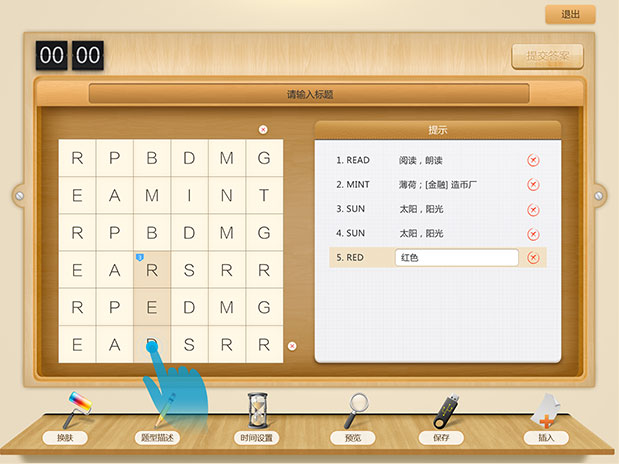 退出
00 00
提交答案
请输入标题
提示
R P B D M G
E A M I N T
R P B D M G
E A R S R R
R P E D M G
E A D S R R
1. READ 阅读，朗读
2. MINT 薄荷；[金融] 造币厂
3. SUN 太阳，阳光
4. SUN 太阳，阳光
5. RED 红色
换肤 题型描述 时间设置 预览 保存 插入